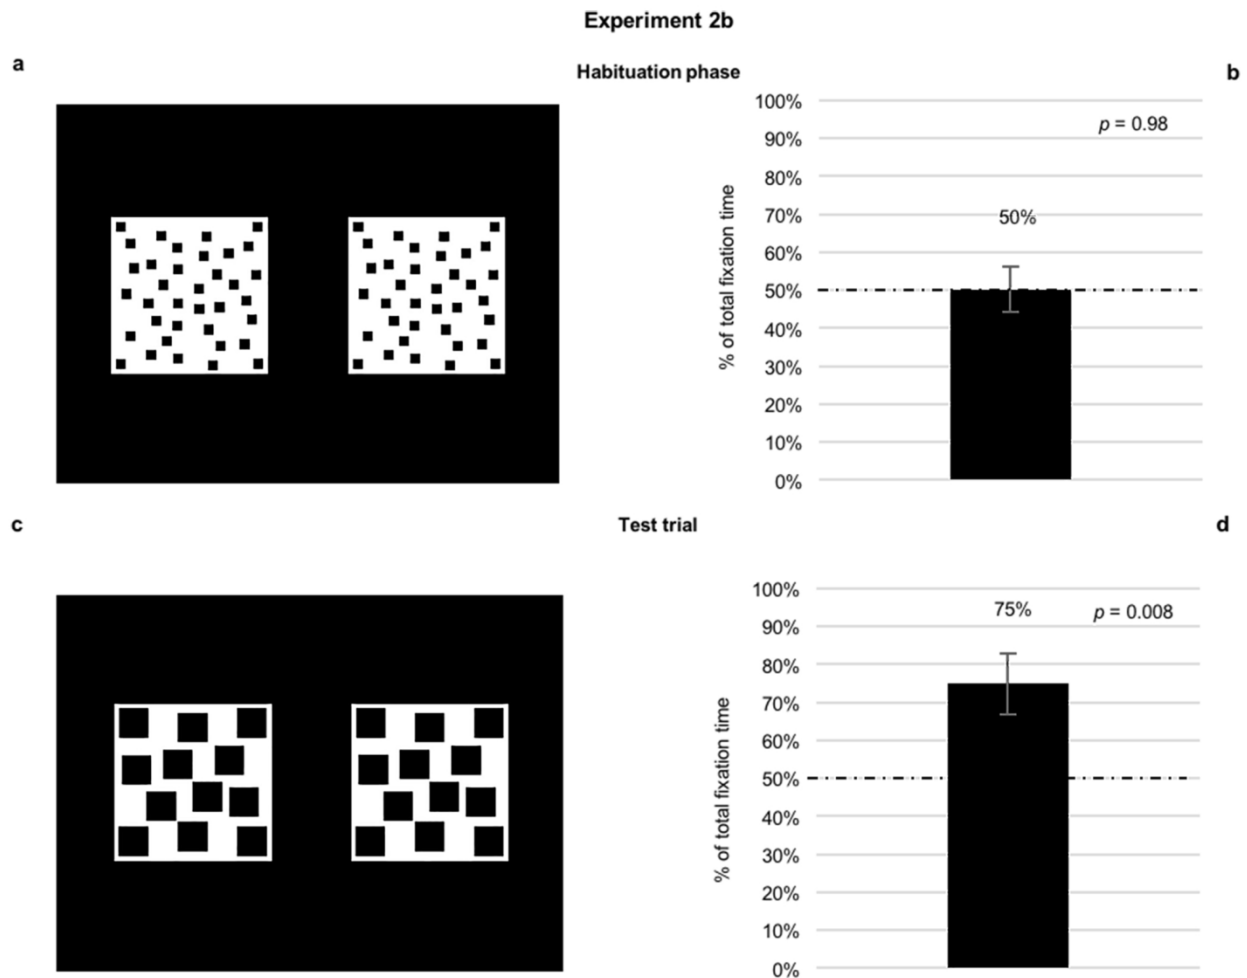 Experiment 2b
a
Habituation phase
b
100%
90%
80%
70%
60%
50%
40%
30%
20%
10%
0%
% of total fixation time
p = 0.98
50%
c
Test trial
d
100%
90%
80%
70%
60%
50%
40%
30%
20%
10%
0%
% of total fixation time
75%
p = 0.008